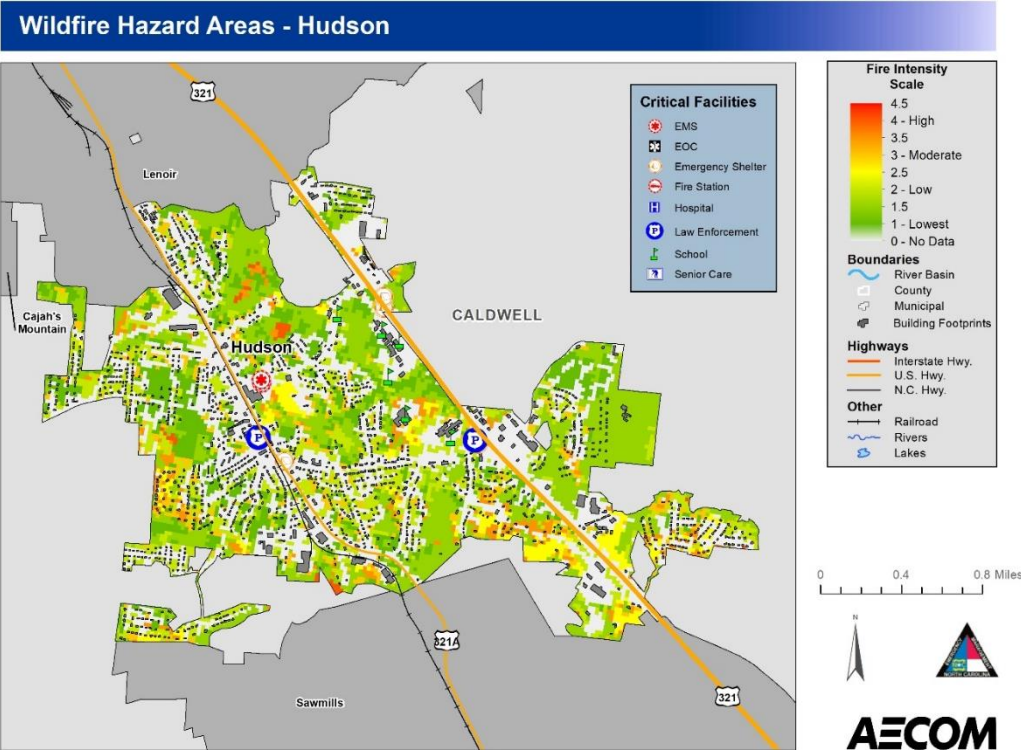 Wildfire Hazard Areas - Hudson
321
Lenoir
Cajah's
Mountain
Hudson
CALDWELL
P
P
321A
321
Sawmills
Critical Facilities
EMS
EOC
Emergency Shelter
Fire Station
H Hospital
P Law Enforcement
School
Senior Care
Fire Intensity
Scale
4.5
4 - High
3.5
3 - Moderate
2.5
2 - Low
1.5
1 - Lowest
0 - No Data
Boundaries
River Basin
County
Municipal
Building Footprints
Highways
Interstate Hwy.
U.S. Hwy.
N.C. Hwy.
Other
Railroad
Rivers
Lakes
0 0.4 0.8 Miles
N
NORTH CAROLINA
AECOM